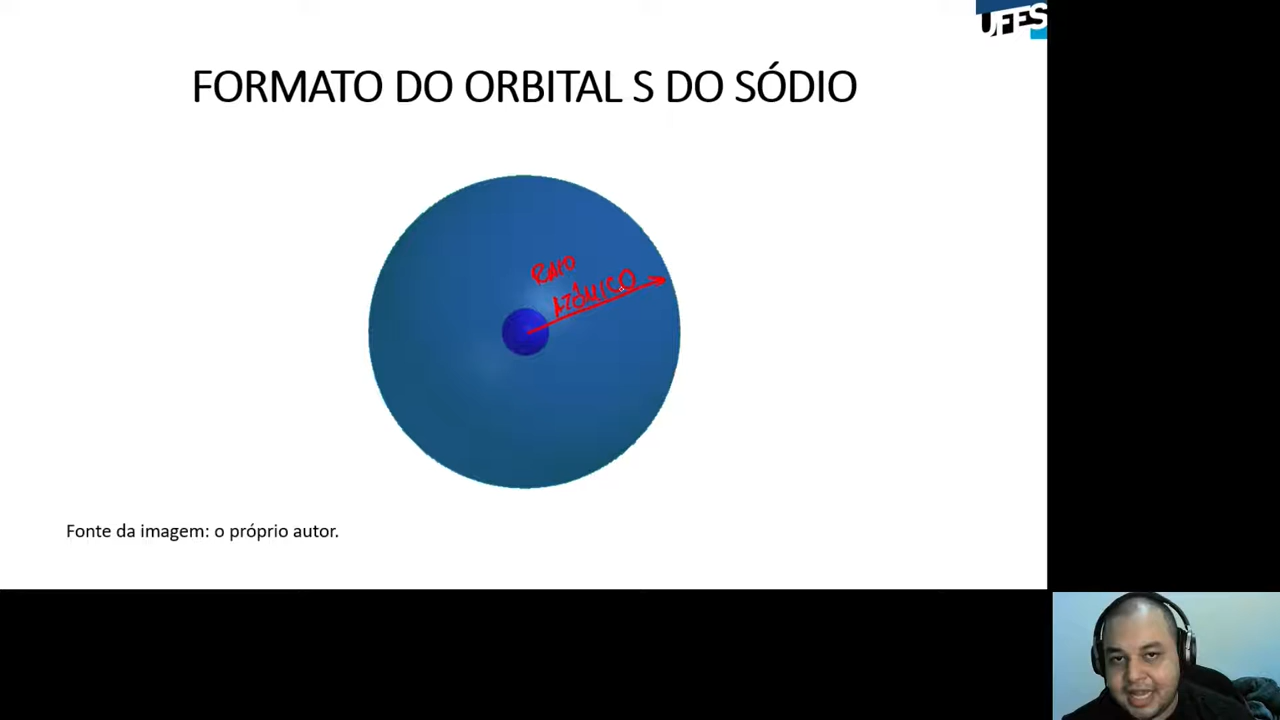 UFES
FORMATO DO ORBITAL S DO SÓDIO
RAIO
ATÔMICO
Fonte da imagem: o próprio autor.